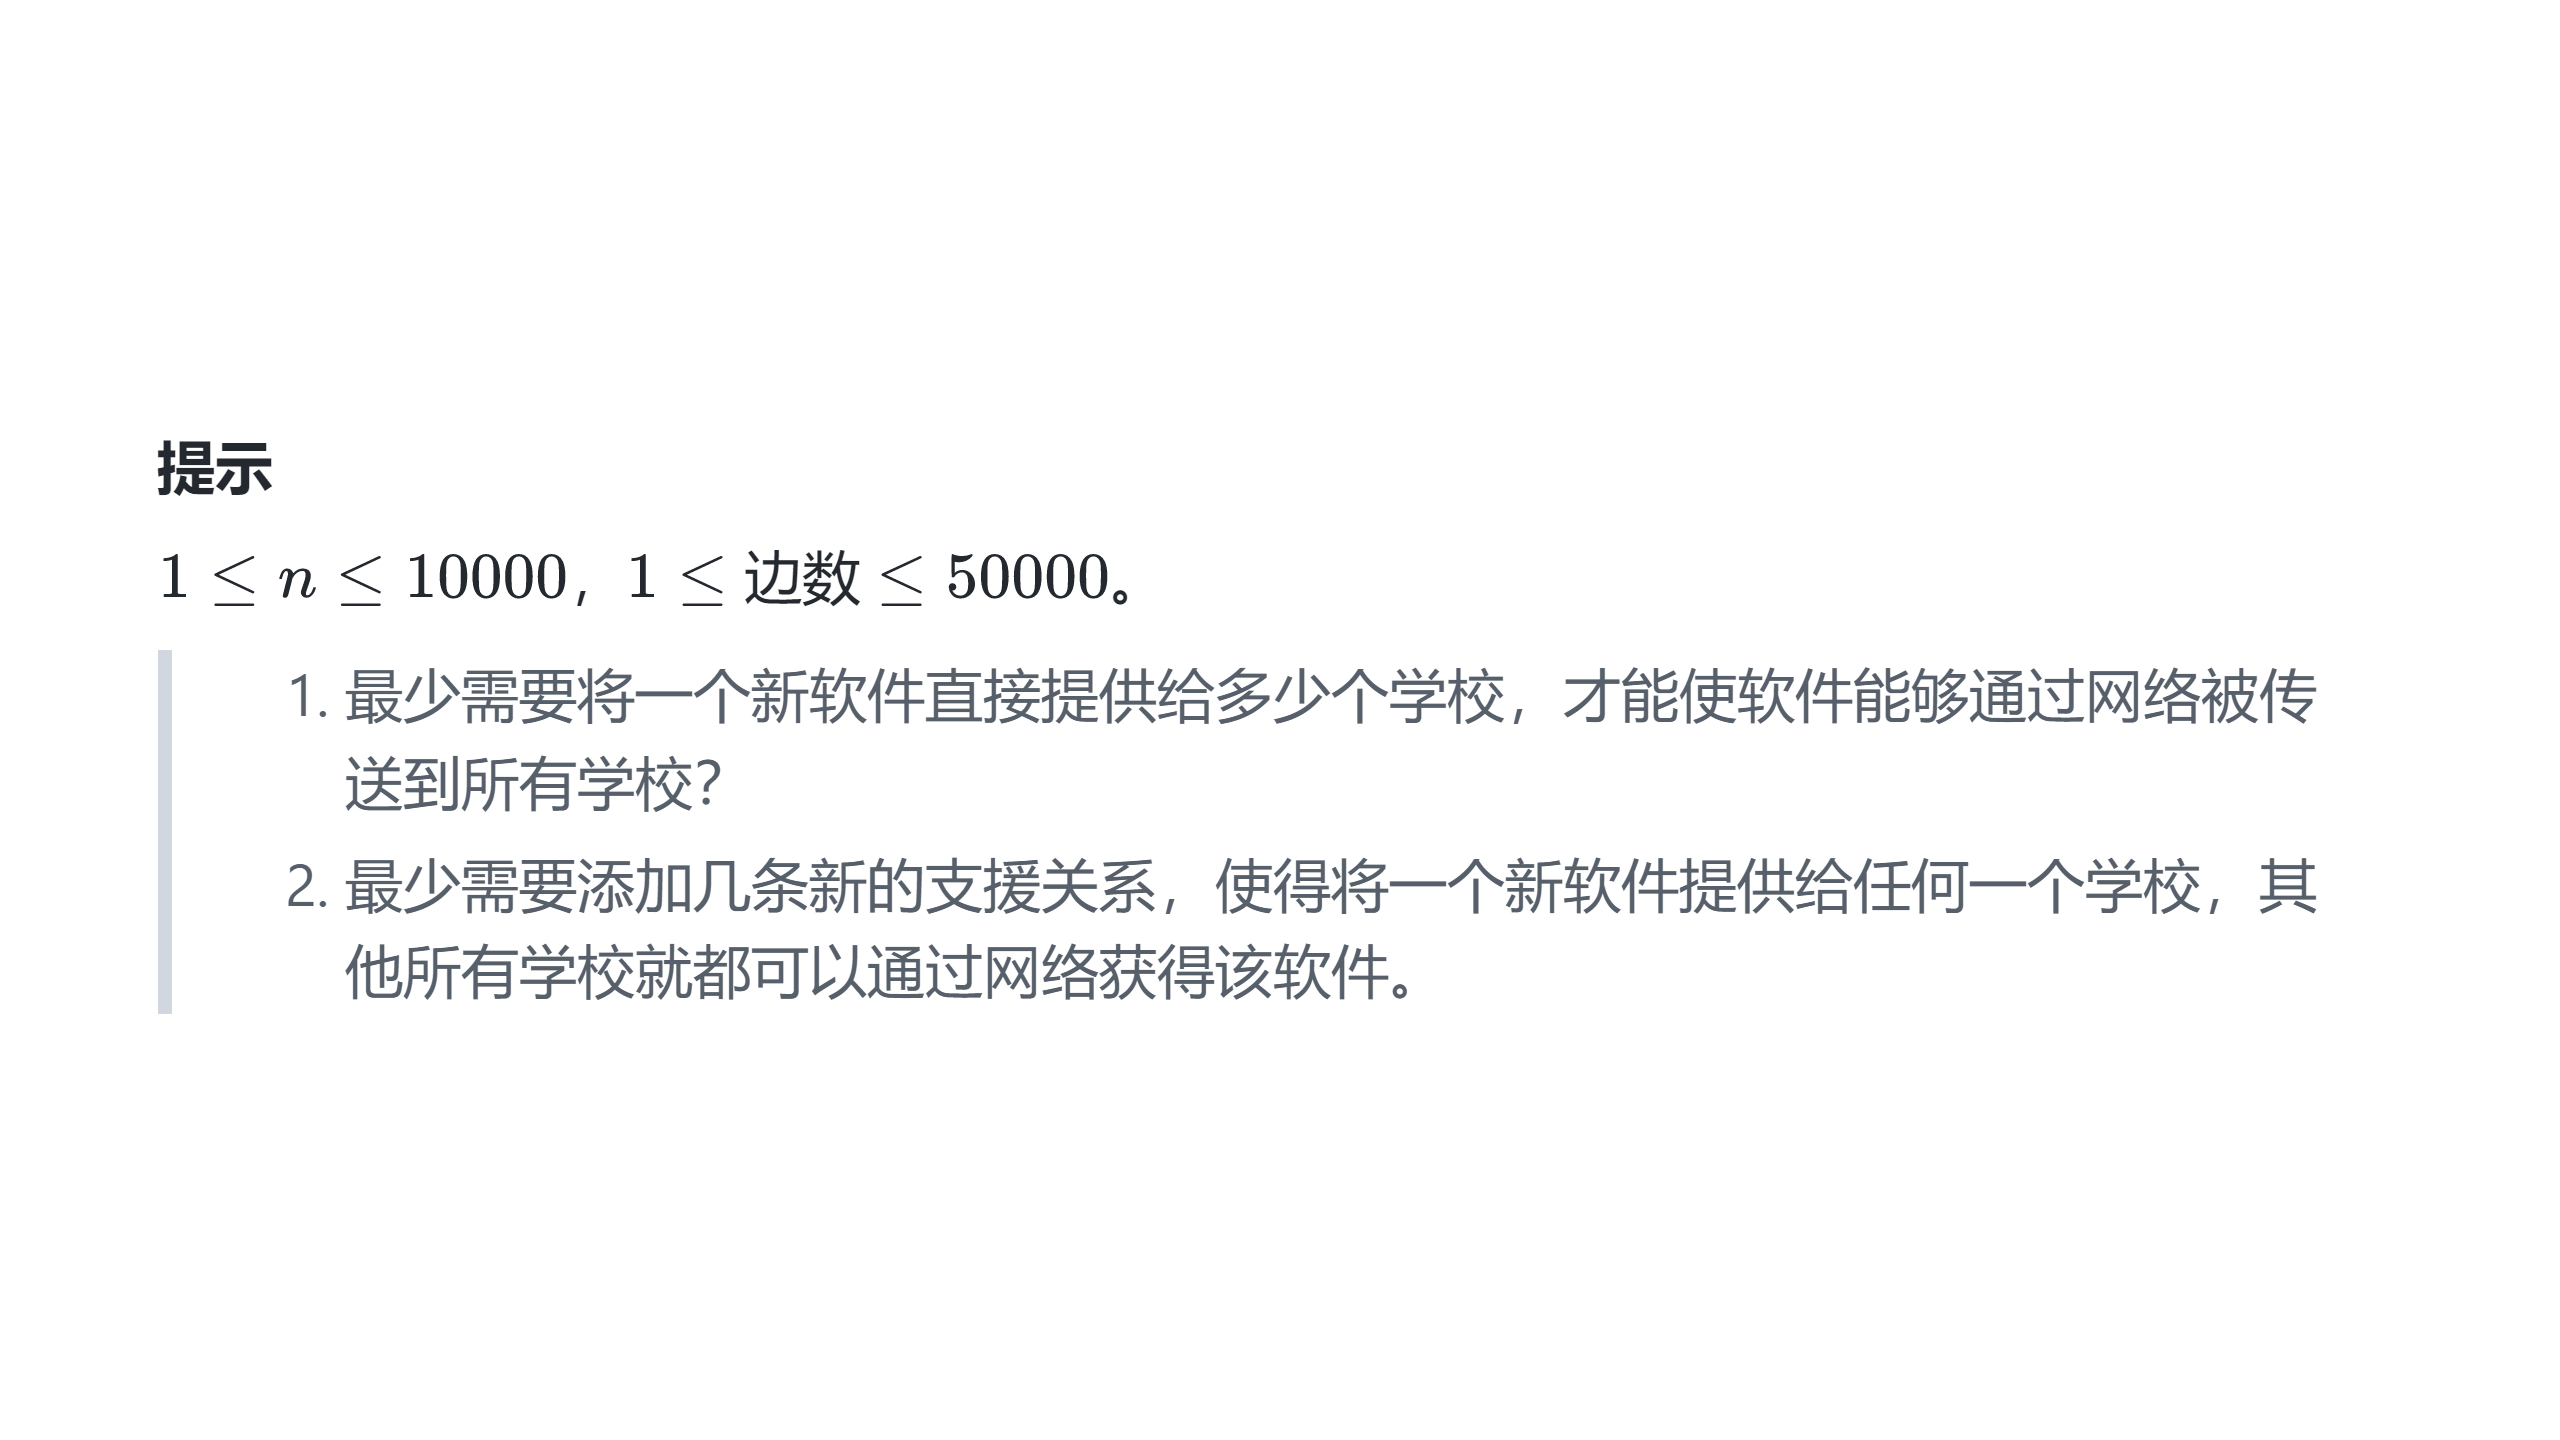 提示
1 ≤ n ≤ 10000，1 ≤ 边数 ≤ 50000。
1. 最少需要将一个新软件直接提供给多少个学校，才能使软件能够通过网络被传
送到所有学校？
2. 最少需要添加几条新的支援关系，使得将一个新软件提供给任何一个学校，其
他所有学校就都可以通过网络获得该软件。